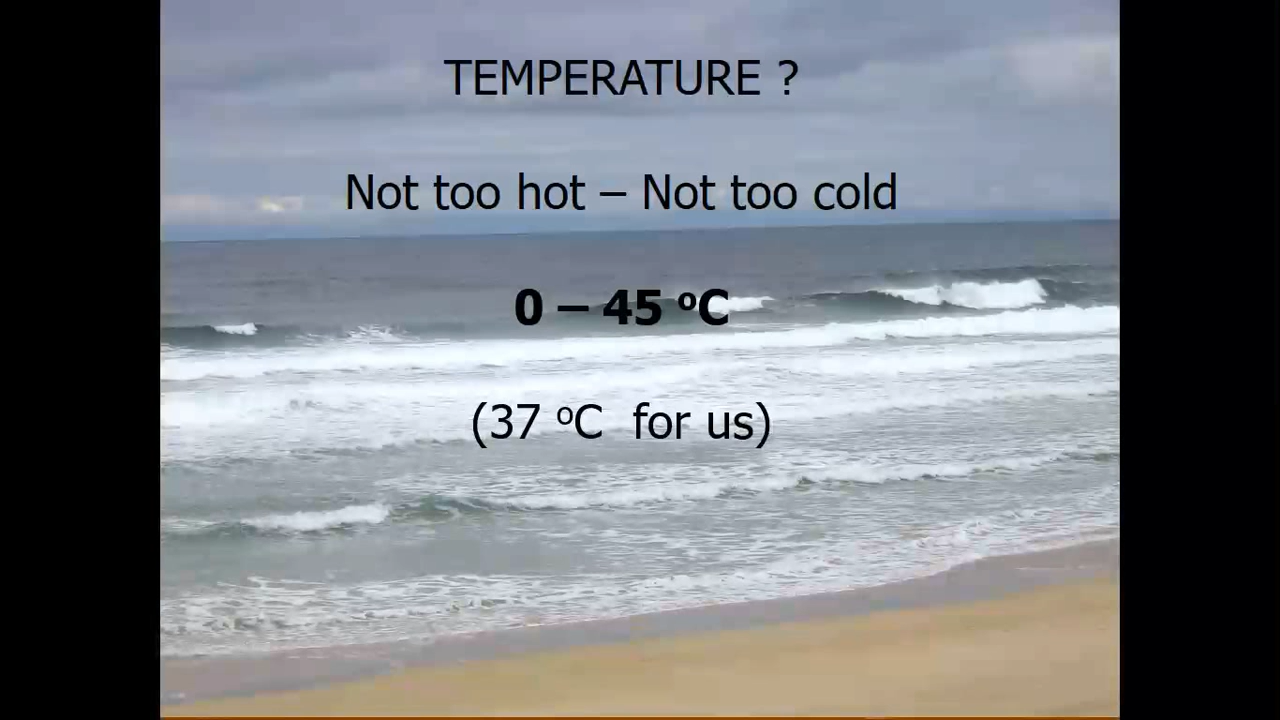 TEMPERATURE ?
Not too hot – Not too cold
0 – 45 ºC
(37 ºC for us)